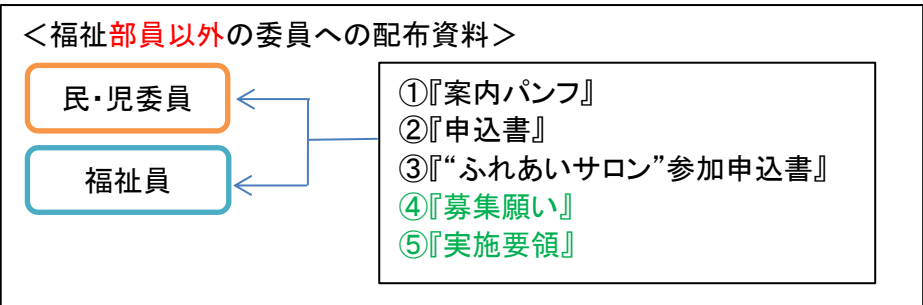 ＜福祉部員以外の委員への配布資料＞
民・児委員
福祉員
①『案内パンフ』
②『申込書』
③『“ふれあいサロン”参加申込書』
④『募集願い』
⑤『実施要領』